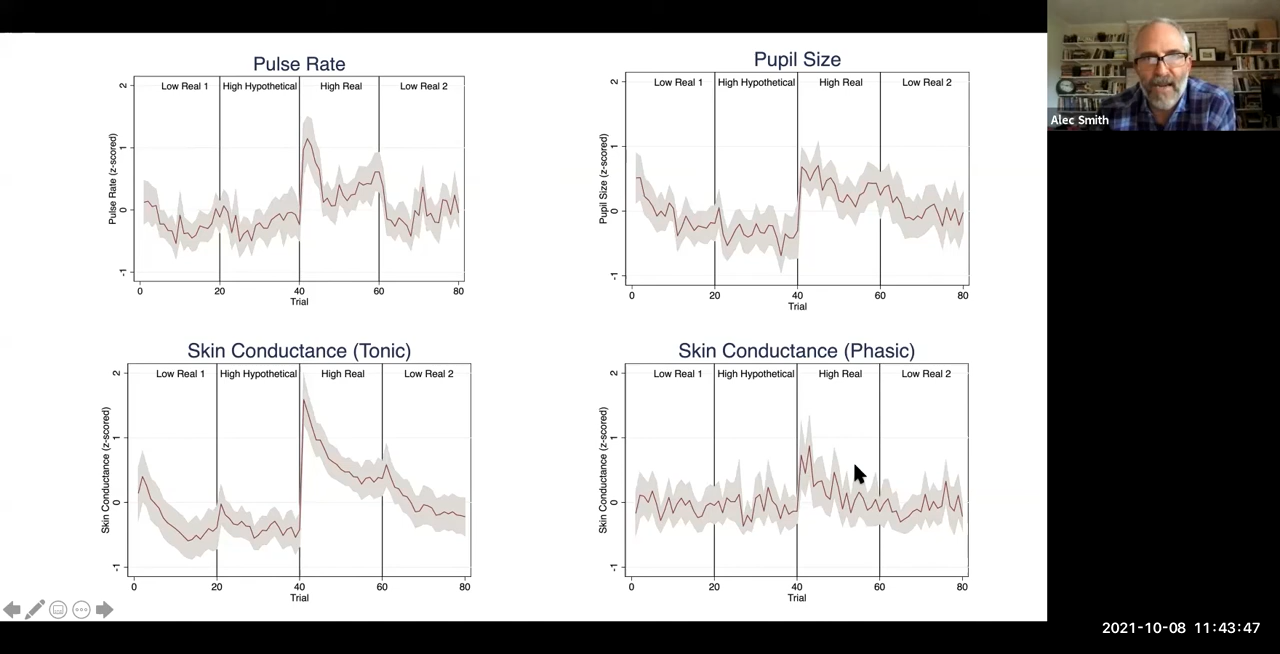 Pulse Rate
Low Real 1 High Hypothetical High Real Low Real 2
Pulse Rate (z-scored)
2
1
0
-1
0 20 40 60 80
Trial
Pupil Size
Low Real 1 High Hypothetical High Real Low Real 2
Pupil Size (z-scored)
2
1
0
-1
0 20 40 60 80
Trial
Alec Smith
Skin Conductance (Tonic)
Low Real 1 High Hypothetical High Real Low Real 2
Skin Conductance (z-scored)
2
1
0
-1
0 20 40 60 80
Trial
Skin Conductance (Phasic)
Low Real 1 High Hypothetical High Real Low Real 2
Skin Conductance (z-scored)
2
1
0
-1
0 20 40 60 80
Trial
2021-10-08 11:43:47